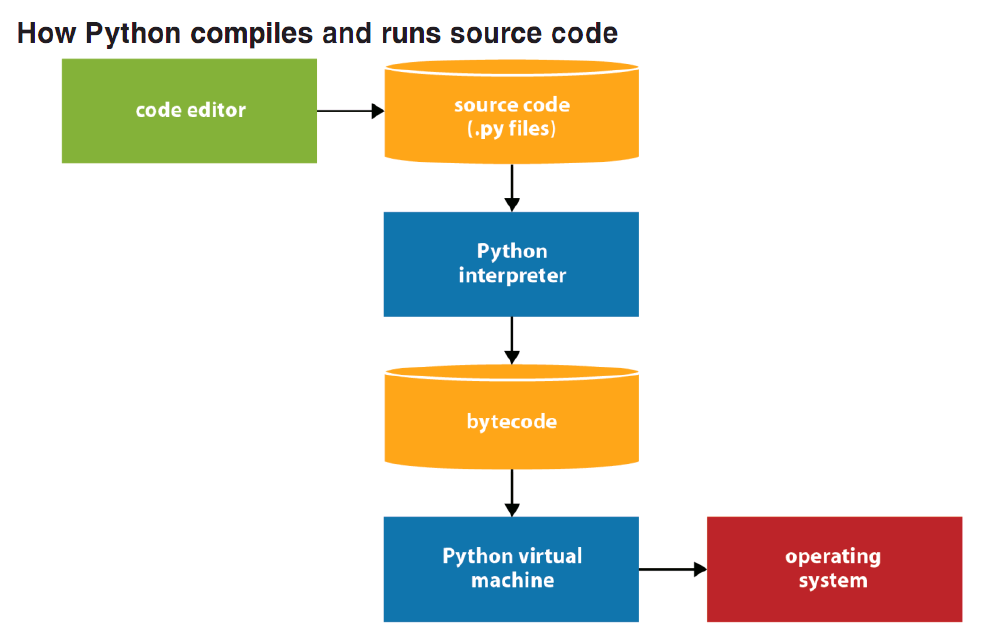 How Python compiles and runs source code
code editor
source code
(.py files)
Python
interpreter
bytecode
Python virtual
machine
operating
system